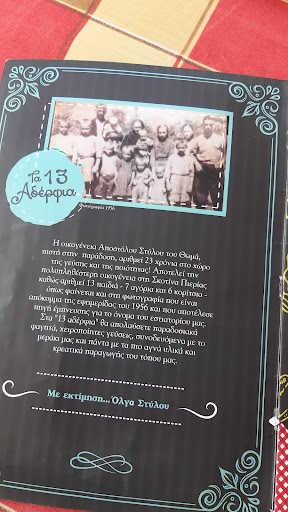 Τα 13
Αδέρφια
Φωτογραφία 1956
Η οικογένεια Αποστόλου Στύλου του Θωμά,
πιστή στην παράδοση, αριθμεί 23 χρόνια στο χώρο
της γεύσης και της ποιότητας! Αποτελεί την
πολυπληθέστερη οικογένεια στη Σκοτίνα Πιερίας
καθώς αριθμεί 13 παιδιά - 7 αγόρια και 6 κορίτσια -
όπως φαίνεται και στη φωτογραφία που είναι
απόκομμα της εφημερίδας του 1956 και που αποτέλεσε
πηγή έμπνευσης για το όνομα του εστιατορίου μας.
Στα "13 αδέρφια" θα απολαύσετε παραδοσιακά
φαγητά, χειροποίητες γεύσεις, συνοδευόμενα με το
μεράκι μας και πάντα με τα πιο αγνά υλικά και
κρεατικά παραγωγής του τόπου μας.
Με εκτίμηση... Όλγα Στύλου